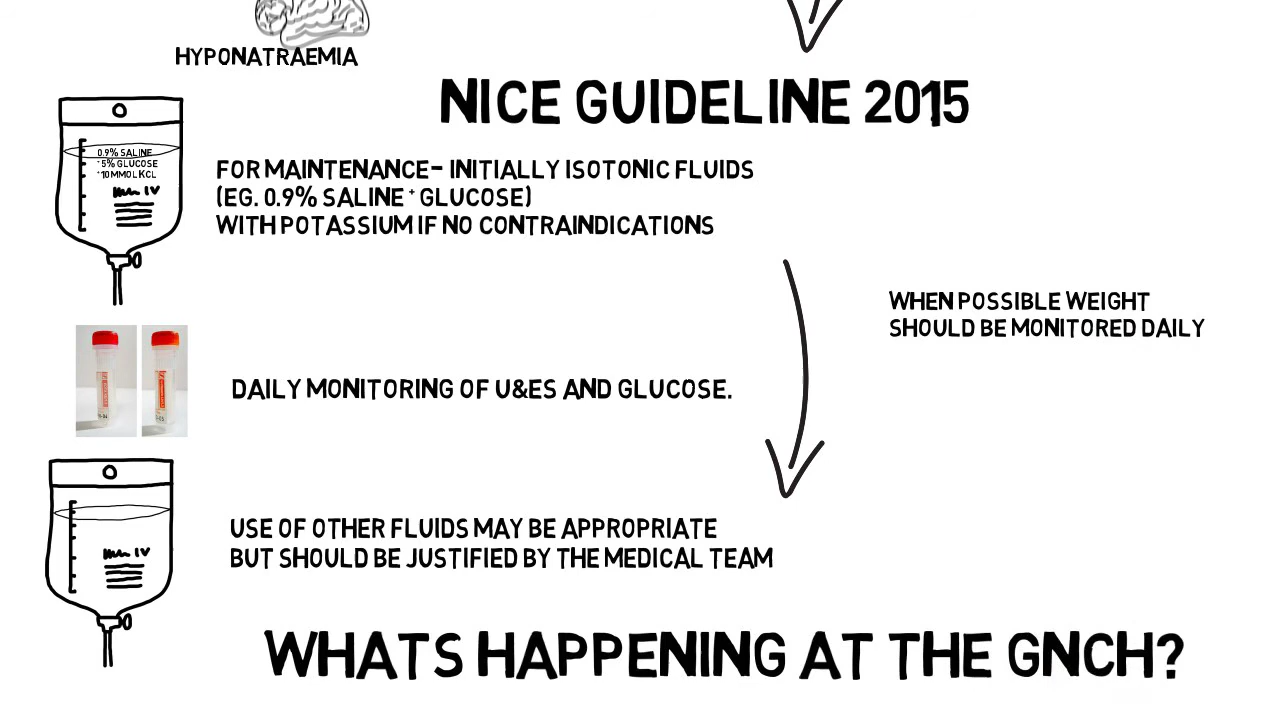 HYPONATRAEMIA
NICE GUIDELINE 2015
0.9% SALINE
+5% GLUCOSE
+10MMOL KCL
IV
FOR MAINTENANCE- INITIALLY ISOTONIC FLUIDS
(EG. 0.9% SALINE + GLUCOSE)
WITH POTASSIUM IF NO CONTRAINDICATIONS
WHEN POSSIBLE WEIGHT
SHOULD BE MONITORED DAILY
DAILY MONITORING OF U&ES AND GLUCOSE.
IV
USE OF OTHER FLUIDS MAY BE APPROPRIATE
BUT SHOULD BE JUSTIFIED BY THE MEDICAL TEAM
WHATS HAPPENING AT THE GNCH?